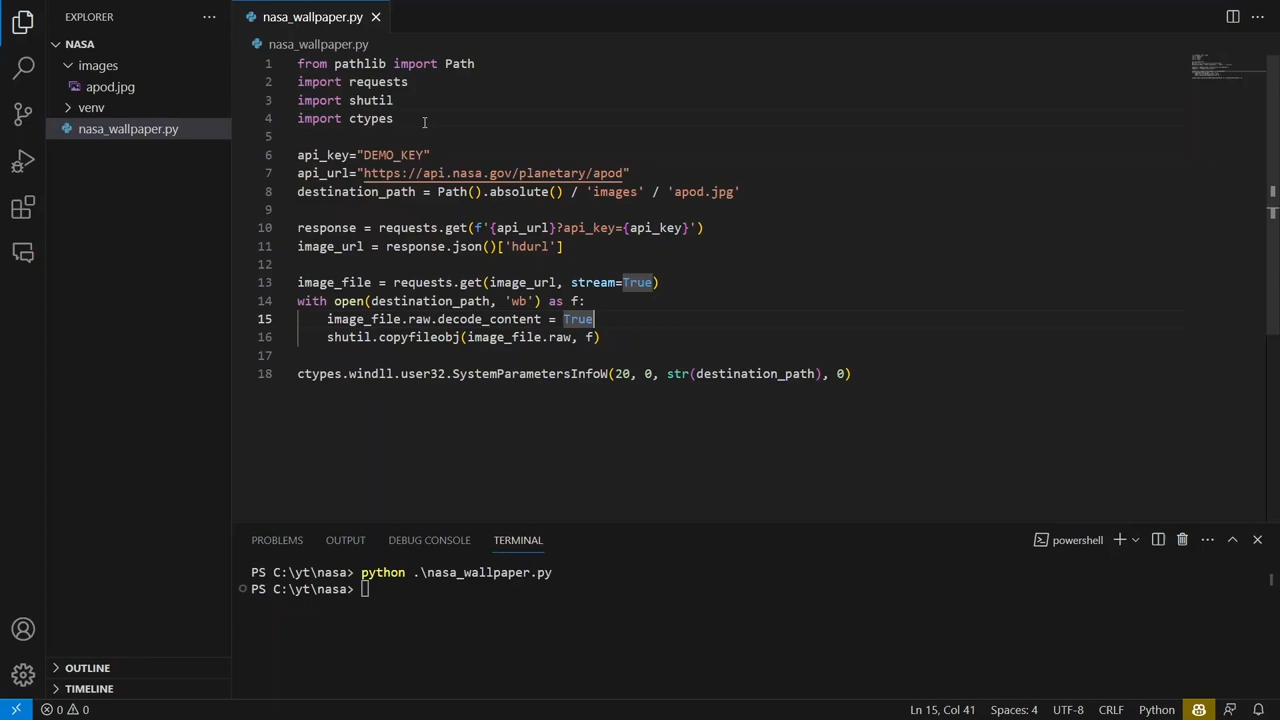 EXPLORER
NASA
images
apod.jpg
venv
nasa_wallpaper.py
OUTLINE
TIMELINE
nasa_wallpaper.py
nasa_wallpaper.py
1 from pathlib import Path
2 import requests
3 import shutil
4 import ctypes
5
6 api_key="DEMO_KEY"
7 api_url="https://api.nasa.gov/planetary/apod"
8 destination_path = Path().absolute() / 'images' / 'apod.jpg'
9
10 response = requests.get(f'{api_url}?api_key={api_key}')
11 image_url = response.json()['hdurl']
12
13 image_file = requests.get(image_url, stream=True)
14 with open(destination_path, 'wb') as f:
15 image_file.raw.decode_content = True
16 shutil.copyfileobj(image_file.raw, f)
17
18 ctypes.windll.user32.SystemParametersInfoW(20, 0, str(destination_path), 0)
PROBLEMS OUTPUT DEBUG CONSOLE TERMINAL powershell
PS C:\yt\nasa> python .\nasa_wallpaper.py
PS C:\yt\nasa>
0 0 Ln 15, Col 41 Spaces: 4 UTF-8 CRLF Python